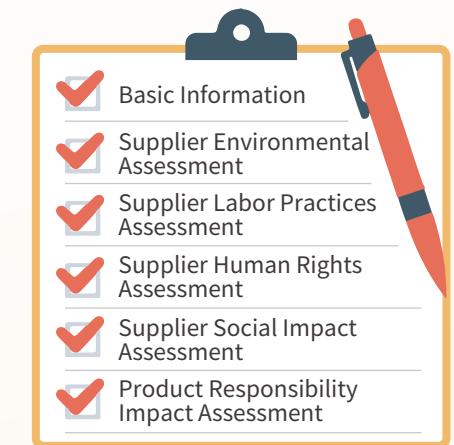 Basic Information
Supplier Environmental
Assessment
Supplier Labor Practices
Assessment
Supplier Human Rights
Assessment
Supplier Social Impact
Assessment
Product Responsibility
Impact Assessment